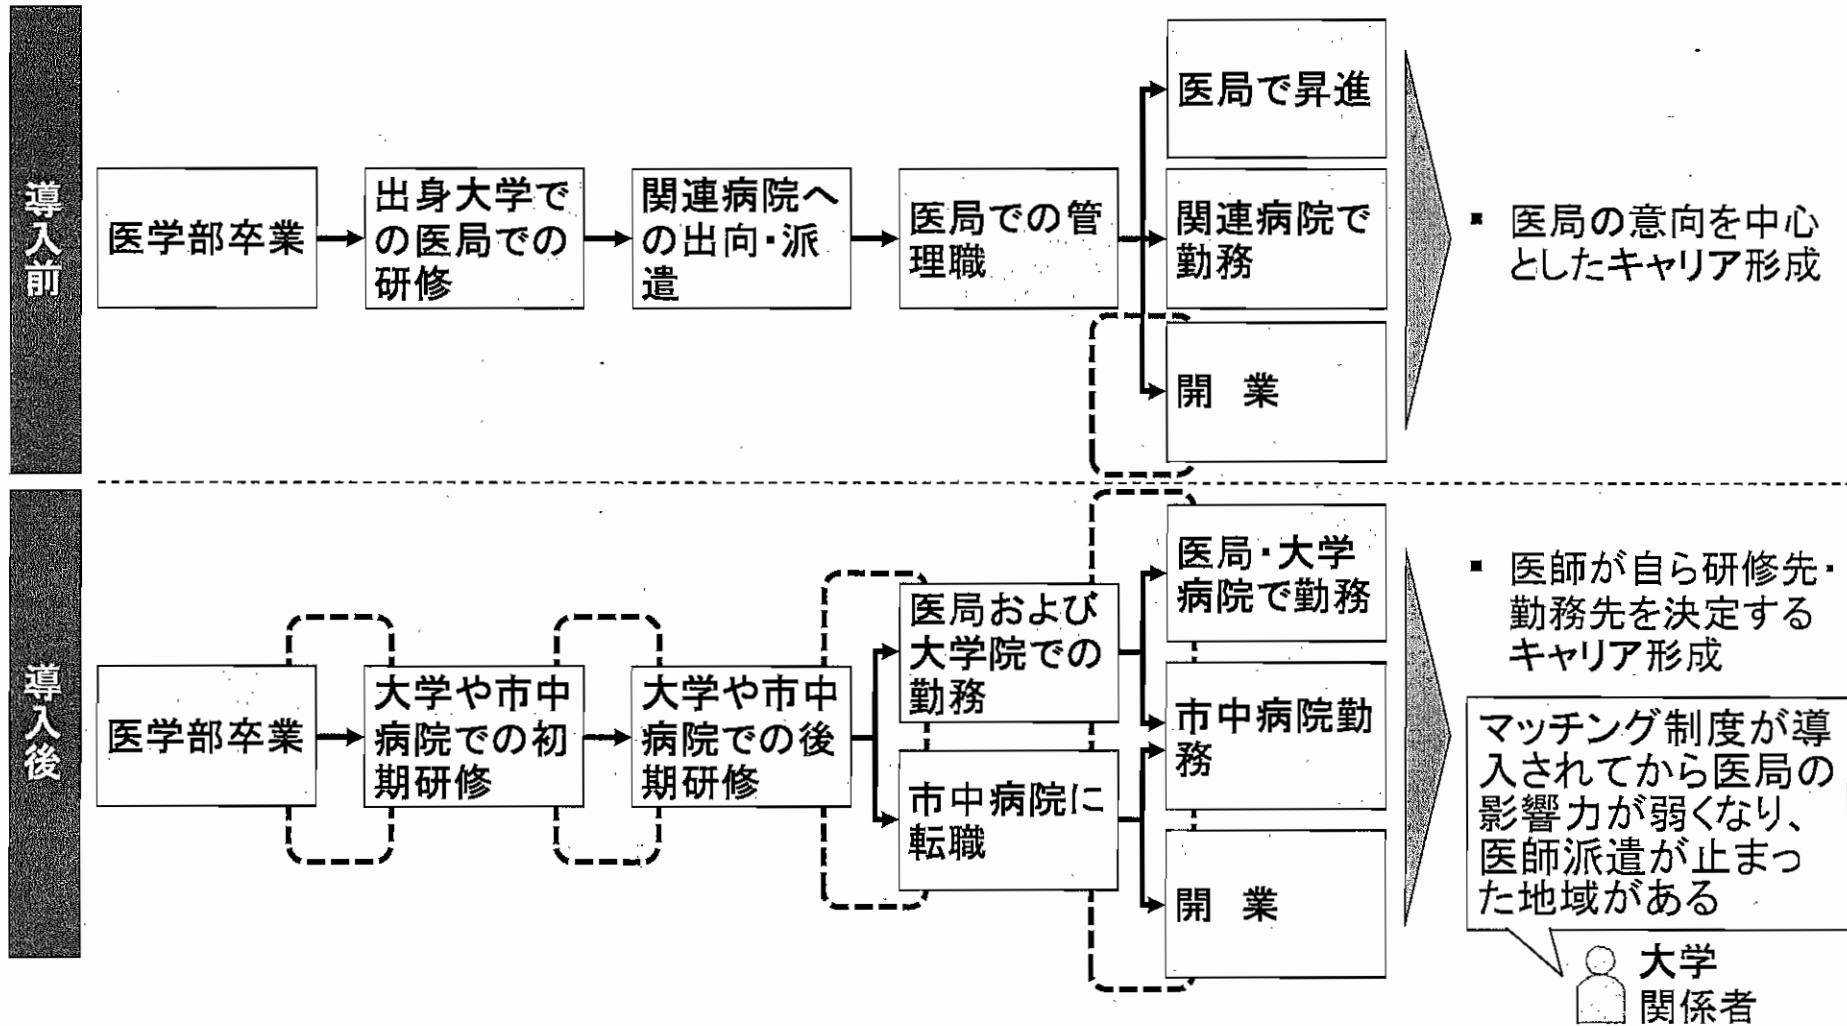 導入前
医学部卒業
出身大学で
の医局での
研修
関連病院へ
の出向・派
遣
医局での管
理職
医局で昇進
関連病院で
勤務
開 業
▪ 医局の意向を中心
としたキャリア形成
導入後
医学部卒業
大学や市中
病院での初
期研修
大学や市中
病院での後
期研修
医局および
大学院での
勤務
市中病院に
転職
医局・大学
病院で勤務
市中病院勤
務
開 業
▪ 医師が自ら研修先・
勤務先を決定する
キャリア形成
マッチング制度が導
入されてから医局の
影響力が弱くなり、
医師派遣が止まっ
た地域がある
大学
関係者